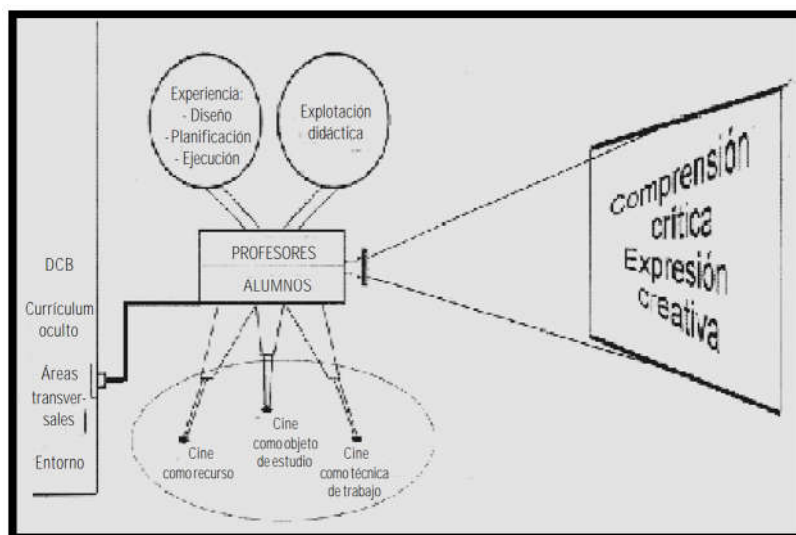 Experiencia:
- Diseño
-Planificación
- Ejecución
Explotación
didáctica
PROFESORES
ALUMNOS
DCB
Currículum
oculto
Áreas
transver-
sales
Entorno
Cine
como recurso
Cine
como objeto
de estudio
Cine
como técnica
de trabajo
Comprensión
crítica
Expresión
creativa